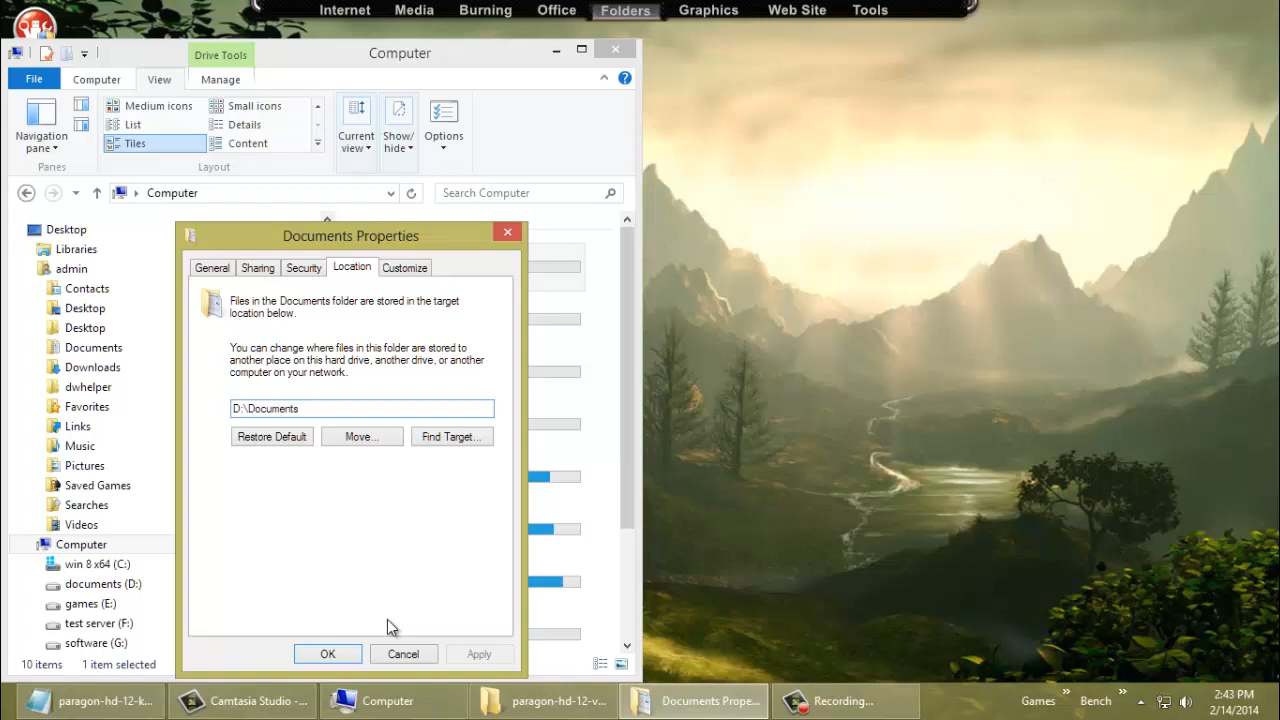 Internet Media Burning Office Folders Graphics Web Site Tools
Drive Tools
Computer
File Computer View Manage
Medium icons Small icons
List Details
Tiles Content
Navigation pane
Current view
Show/ hide
Options
Panes Layout
Computer
Search Computer
Desktop
Libraries
admin
Contacts
Desktop
Desktop
Documents
Downloads
dwhelper
Favorites
Links
Music
Pictures
Saved Games
Searches
Videos
Computer
win 8 x64 (C:)
documents (D:)
games (E:)
test server (F:)
software (G:)
10 items 1 item selected
Documents Properties
General Sharing Security Location Customize
Files in the Documents folder are stored in the target
location below.
You can change where files in this folder are stored to
another place on this hard drive, another drive, or another
computer on your network.
D:\Documents
Restore Default Move... Find Target...
OK Cancel Apply
paragon-hd-12-k... Camtasia Studio -... Computer paragon-hd-12-v... Documents Prope... Recording... Games Bench
2:43 PM
2/14/2014